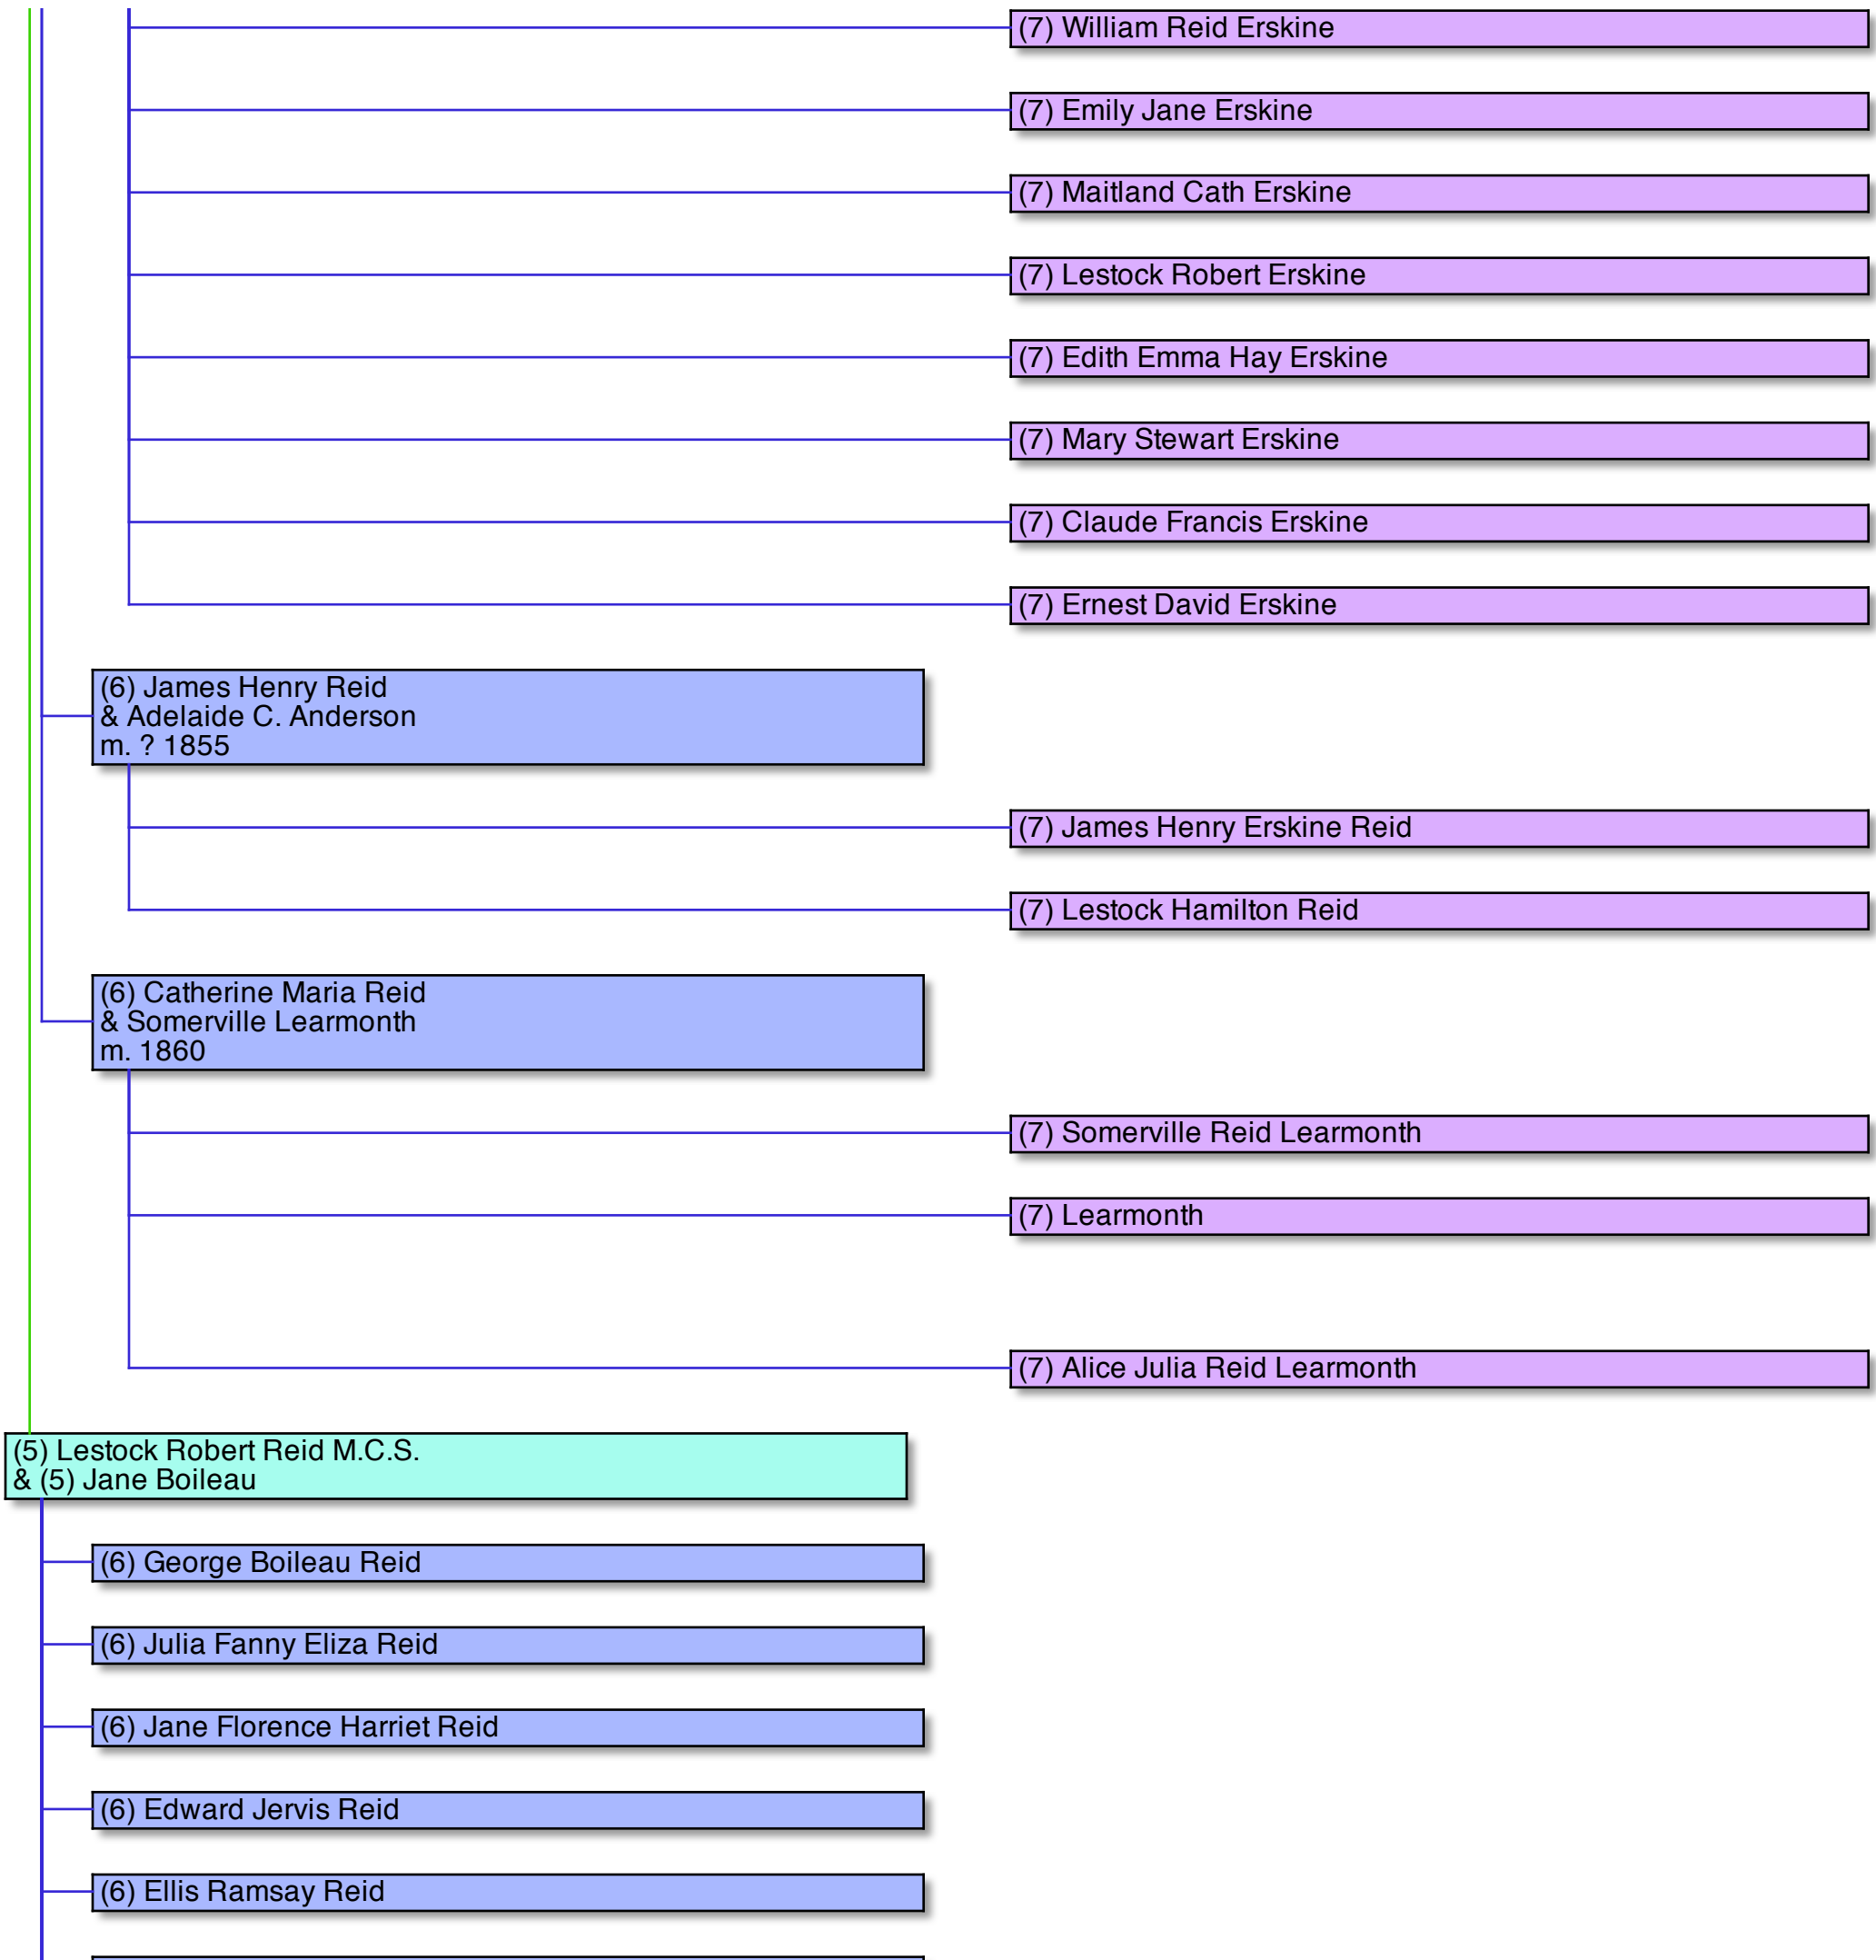 (7) William Reid Erskine
(7) Emily Jane Erskine
(7) Maitland Cath Erskine
(7) Lestock Robert Erskine
(7) Edith Emma Hay Erskine
(7) Mary Stewart Erskine
(7) Claude Francis Erskine
(7) Ernest David Erskine
(6) James Henry Reid
& Adelaide C. Anderson
m. ? 1855
(7) James Henry Erskine Reid
(7) Lestock Hamilton Reid
(6) Catherine Maria Reid
& Somerville Learmonth
m. 1860
(7) Somerville Reid Learmonth
(7) Learmonth
(7) Alice Julia Reid Learmonth
(5) Lestock Robert Reid M.C.S.
& (5) Jane Boileau
(6) George Boileau Reid
(6) Julia Fanny Eliza Reid
(6) Jane Florence Harriet Reid
(6) Edward Jervis Reid
(6) Ellis Ramsay Reid